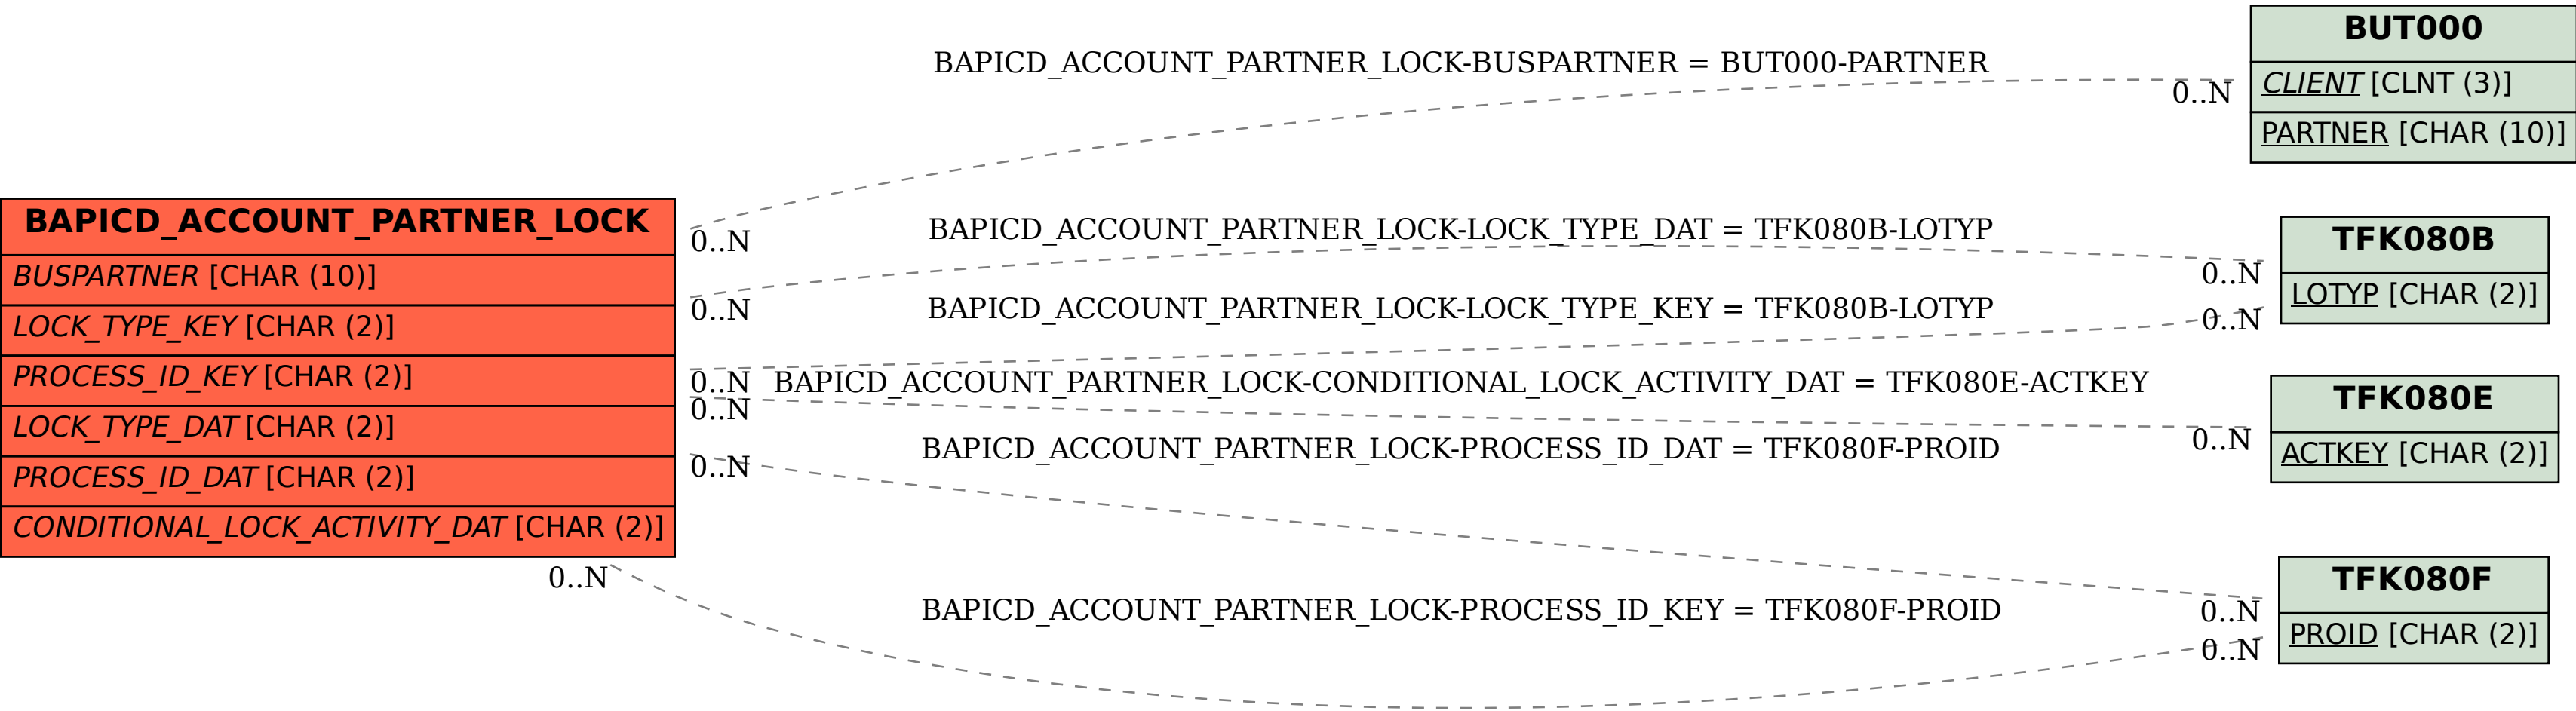 BAPICD_ACCOUNT_PARTNER_LOCK
BUSPARTNER [CHAR (10)]
LOCK_TYPE_KEY [CHAR (2)]
PROCESS_ID_KEY [CHAR (2)]
LOCK_TYPE_DAT [CHAR (2)]
PROCESS_ID_DAT [CHAR (2)]
CONDITIONAL_LOCK_ACTIVITY_DAT [CHAR (2)]
BAPICD_ACCOUNT_PARTNER_LOCK-BUSPARTNER = BUT000-PARTNER
0..N
0..N
BAPICD_ACCOUNT_PARTNER_LOCK-LOCK_TYPE_DAT = TFK080B-LOTYP
0..N
0..N
BAPICD_ACCOUNT_PARTNER_LOCK-LOCK_TYPE_KEY = TFK080B-LOTYP
0..N
0..N
BAPICD_ACCOUNT_PARTNER_LOCK-CONDITIONAL_LOCK_ACTIVITY_DAT = TFK080E-ACTKEY
0..N
0..N
BAPICD_ACCOUNT_PARTNER_LOCK-PROCESS_ID_DAT = TFK080F-PROID
0..N
0..N
BAPICD_ACCOUNT_PARTNER_LOCK-PROCESS_ID_KEY = TFK080F-PROID
0..N
0..N
BUT000
CLIENT [CLNT (3)]
PARTNER [CHAR (10)]
TFK080B
LOTYP [CHAR (2)]
TFK080E
ACTKEY [CHAR (2)]
TFK080F
PROID [CHAR (2)]